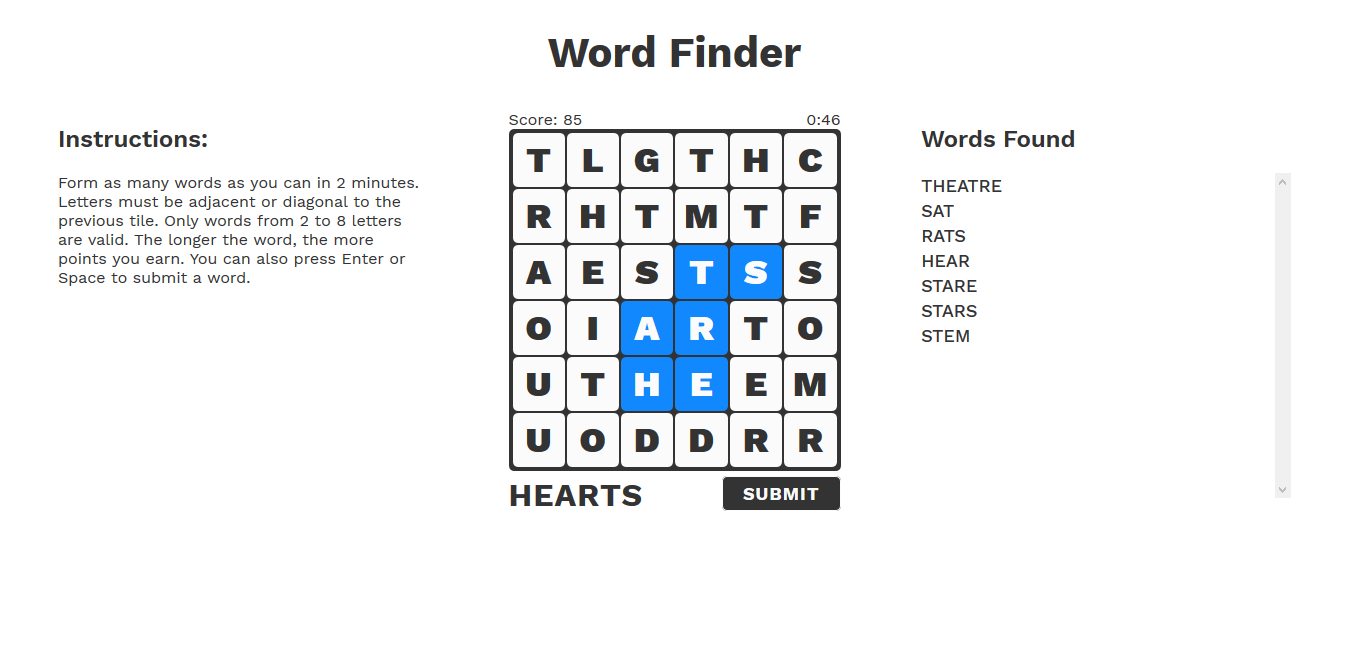 Word Finder
Instructions:
Form as many words as you can in 2 minutes.
Letters must be adjacent or diagonal to the
previous tile. Only words from 2 to 8 letters
are valid. The longer the word, the more
points you earn. You can also press Enter or
Space to submit a word.
Score: 85 0:46
T L G T H C
R H T M T F
A E S T S S
O I A R T O
U T H E E M
U O D D R R
HEARTS SUBMIT
Words Found
THEATRE
SAT
RATS
HEAR
STARE
STARS
STEM